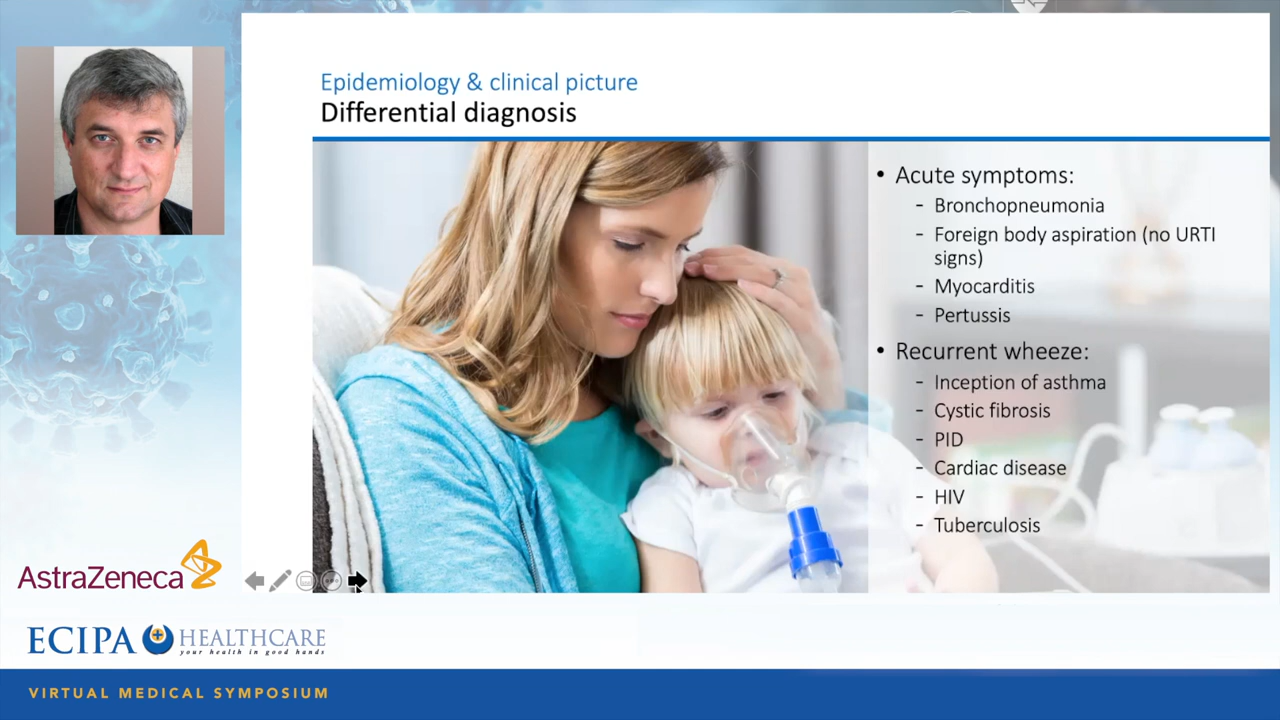 Epidemiology & clinical picture
Differential diagnosis
• Acute symptoms:
- Bronchopneumonia
- Foreign body aspiration (no URTI
signs)
- Myocarditis
- Pertussis
• Recurrent wheeze:
- Inception of asthma
- Cystic fibrosis
- PID
- Cardiac disease
- HIV
- Tuberculosis
AstraZeneca
ECIPA HEALTHCARE
your health in good hands
VIRTUAL MEDICAL SYMPOSIUM